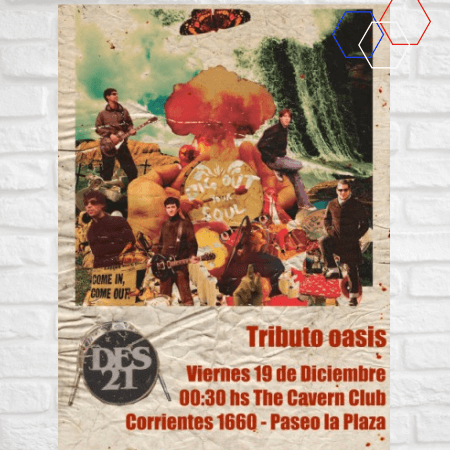 DIG OUT
YOUR
SOUL
COME IN,
COME OUT
DES
21
Tributo oasis
Viernes 19 de Diciembre
00:30 hs The Cavern Club
Corrientes 1660 - Paseo la Plaza